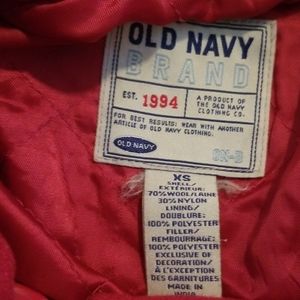 OLD NAVY
BRAND
EST. 1994
A PRODUCT OF
THE OLD NAVY
CLOTHING CO.
FOR BEST RESULTS: WEAR WITH ANOTHER
ARTICLE OF OLD NAVY CLOTHING.
OLD NAVY
XS
SHELL/
EXTÉRIEUR:
70% WOOL/LAINE
30% NYLON
LINING/
DOUBLURE:
100% POLYESTER
FILLER/
REMBOURRAGE:
100% POLYESTER
EXCLUSIVE OF
DECORATION/
À L'EXCEPTION
DES GARNITURES
MADE IN
INDIA